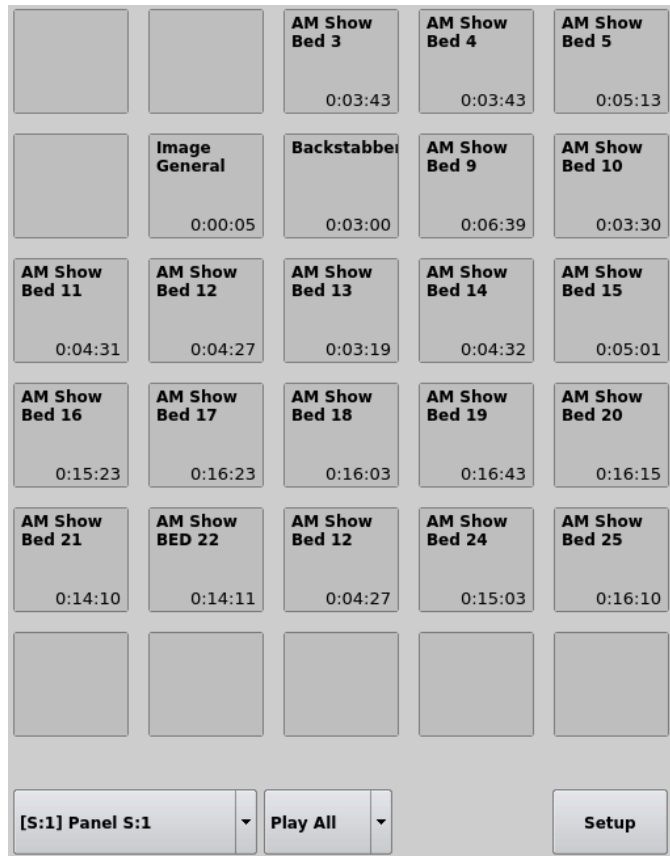 AM Show
Bed 3
0:03:43
AM Show
Bed 4
0:03:43
AM Show
Bed 5
0:05:13
Image
General
0:00:05
Backstabber
0:03:00
AM Show
Bed 9
0:06:39
AM Show
Bed 10
0:03:30
AM Show
Bed 11
0:04:31
AM Show
Bed 12
0:04:27
AM Show
Bed 13
0:03:19
AM Show
Bed 14
0:04:32
AM Show
Bed 15
0:05:01
AM Show
Bed 16
0:15:23
AM Show
Bed 17
0:16:23
AM Show
Bed 18
0:16:03
AM Show
Bed 19
0:16:43
AM Show
Bed 20
0:16:15
AM Show
Bed 21
0:14:10
AM Show
BED 22
0:14:11
AM Show
Bed 12
0:04:27
AM Show
Bed 24
0:15:03
AM Show
Bed 25
0:16:10
[S:1] Panel S:1
Play All
Setup